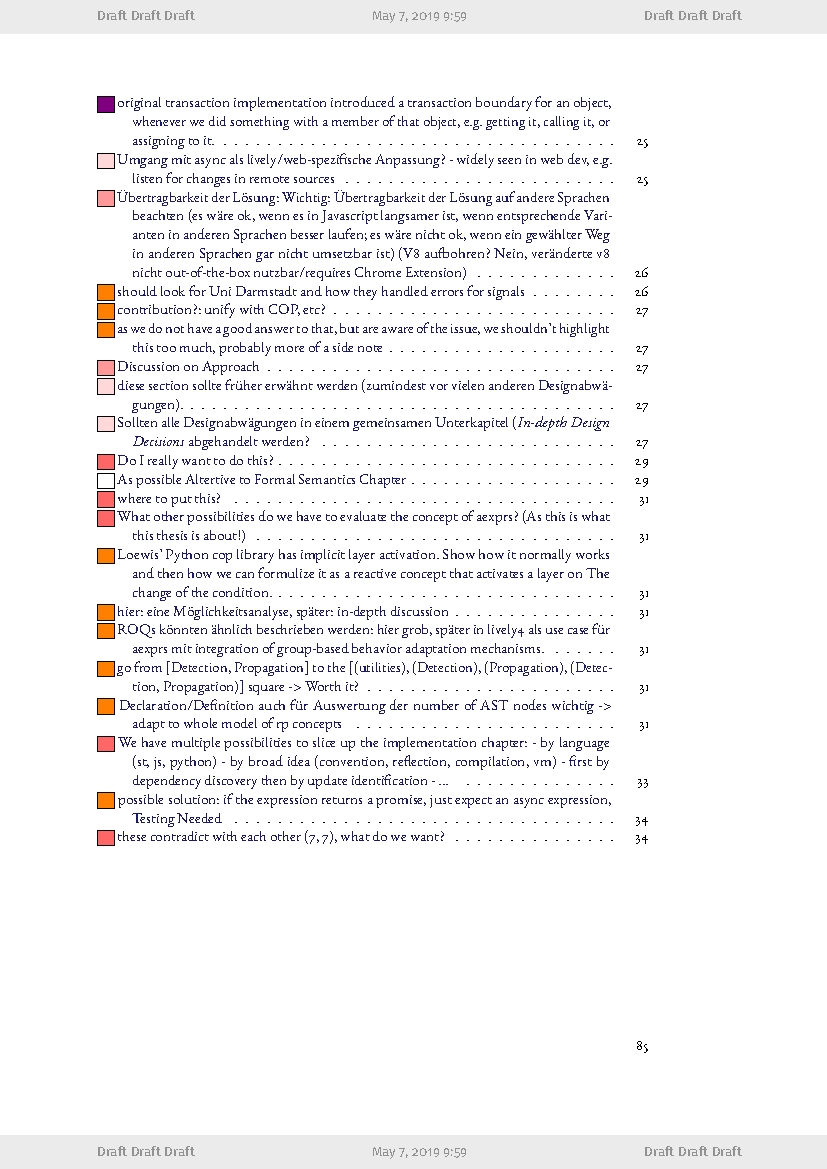 Draft Draft Draft May 7, 2019 9:59 Draft Draft Draft
original transaction implementation introduced a transaction boundary for an object,
whenever we did something with a member of that object, e.g. getting it, calling it, or
assigning to it. . . . . . . . . . . . . . . . . . . . . . . . . . . . . . . . . . . . . 25
Umgang mit async als lively/web-spezifische Anpassung? - widely seen in web dev, e.g.
listen for changes in remote sources . . . . . . . . . . . . . . . . . . . . . . . . . 25
Übertragbarkeit der Lösung: Wichtig: Übertragbarkeit der Lösung auf andere Sprachen
beachten (es wäre ok, wenn es in Javascript langsamer ist, wenn entsprechende Vari-
anten in anderen Sprachen besser laufen; es wäre nicht ok, wenn ein gewählter Weg
in anderen Sprachen gar nicht umsetzbar ist) (V8 aufbohren? Nein, veränderte v8
nicht out-of-the-box nutzbar/requires Chrome Extension) . . . . . . . . . . . . . 26
should look for Uni Darmstadt and how they handled errors for signals . . . . . . . . 26
contribution?: unify with COP, etc? . . . . . . . . . . . . . . . . . . . . . . . . . . 27
as we do not have a good answer to that, but are aware of the issue, we shouldn't highlight
this too much, probably more of a side note . . . . . . . . . . . . . . . . . . . . . 27
Discussion on Approach . . . . . . . . . . . . . . . . . . . . . . . . . . . . . . . . 27
diese section sollte früher erwähnt werden (zumindest vor vielen anderen Designabwä-
gungen). . . . . . . . . . . . . . . . . . . . . . . . . . . . . . . . . . . . . . . . 27
Sollten alle Designabwägungen in einem gemeinsamen Unterkapitel (In-depth Design
Decisions abgehandelt werden? . . . . . . . . . . . . . . . . . . . . . . . . . . . 27
Do I really want to do this? . . . . . . . . . . . . . . . . . . . . . . . . . . . . . . . 29
As possible Altertive to Formal Semantics Chapter . . . . . . . . . . . . . . . . . . . 29
where to put this? . . . . . . . . . . . . . . . . . . . . . . . . . . . . . . . . . . . 31
What other possibilities do we have to evaluate the concept of aexprs? (As this is what
this thesis is about!) . . . . . . . . . . . . . . . . . . . . . . . . . . . . . . . . . 31
Loewis' Python cop library has implicit layer activation. Show how it normally works
and then how we can formulize it as a reactive concept that activates a layer on The
change of the condition. . . . . . . . . . . . . . . . . . . . . . . . . . . . . . . . 31
hier: eine Möglichkeitsanalyse, später: in-depth discussion . . . . . . . . . . . . . . . 31
ROQs könnten ähnlich beschrieben werden: hier grob, später in lively4 als use case für
aexprs mit integration of group-based behavior adaptation mechanisms. . . . . . . 31
go from [Detection, Propagation] to the [(utilities), (Detection), (Propagation), (Detec-
tion, Propagation)] square -> Worth it? . . . . . . . . . . . . . . . . . . . . . . . 31
Declaration/Definition auch für Auswertung der number of AST nodes wichtig ->
adapt to whole model of rp concepts . . . . . . . . . . . . . . . . . . . . . . . . 31
We have multiple possibilities to slice up the implementation chapter: - by language
(st, js, python) - by broad idea (convention, reflection, compilation, vm) - first by
dependency discovery then by update identification - ... . . . . . . . . . . . . . . 33
possible solution: if the expression returns a promise, just expect an async expression,
Testing Needed . . . . . . . . . . . . . . . . . . . . . . . . . . . . . . . . . . . 34
these contradict with each other (7, 7), what do we want? . . . . . . . . . . . . . . . 34
85
Draft Draft Draft May 7, 2019 9:59 Draft Draft Draft